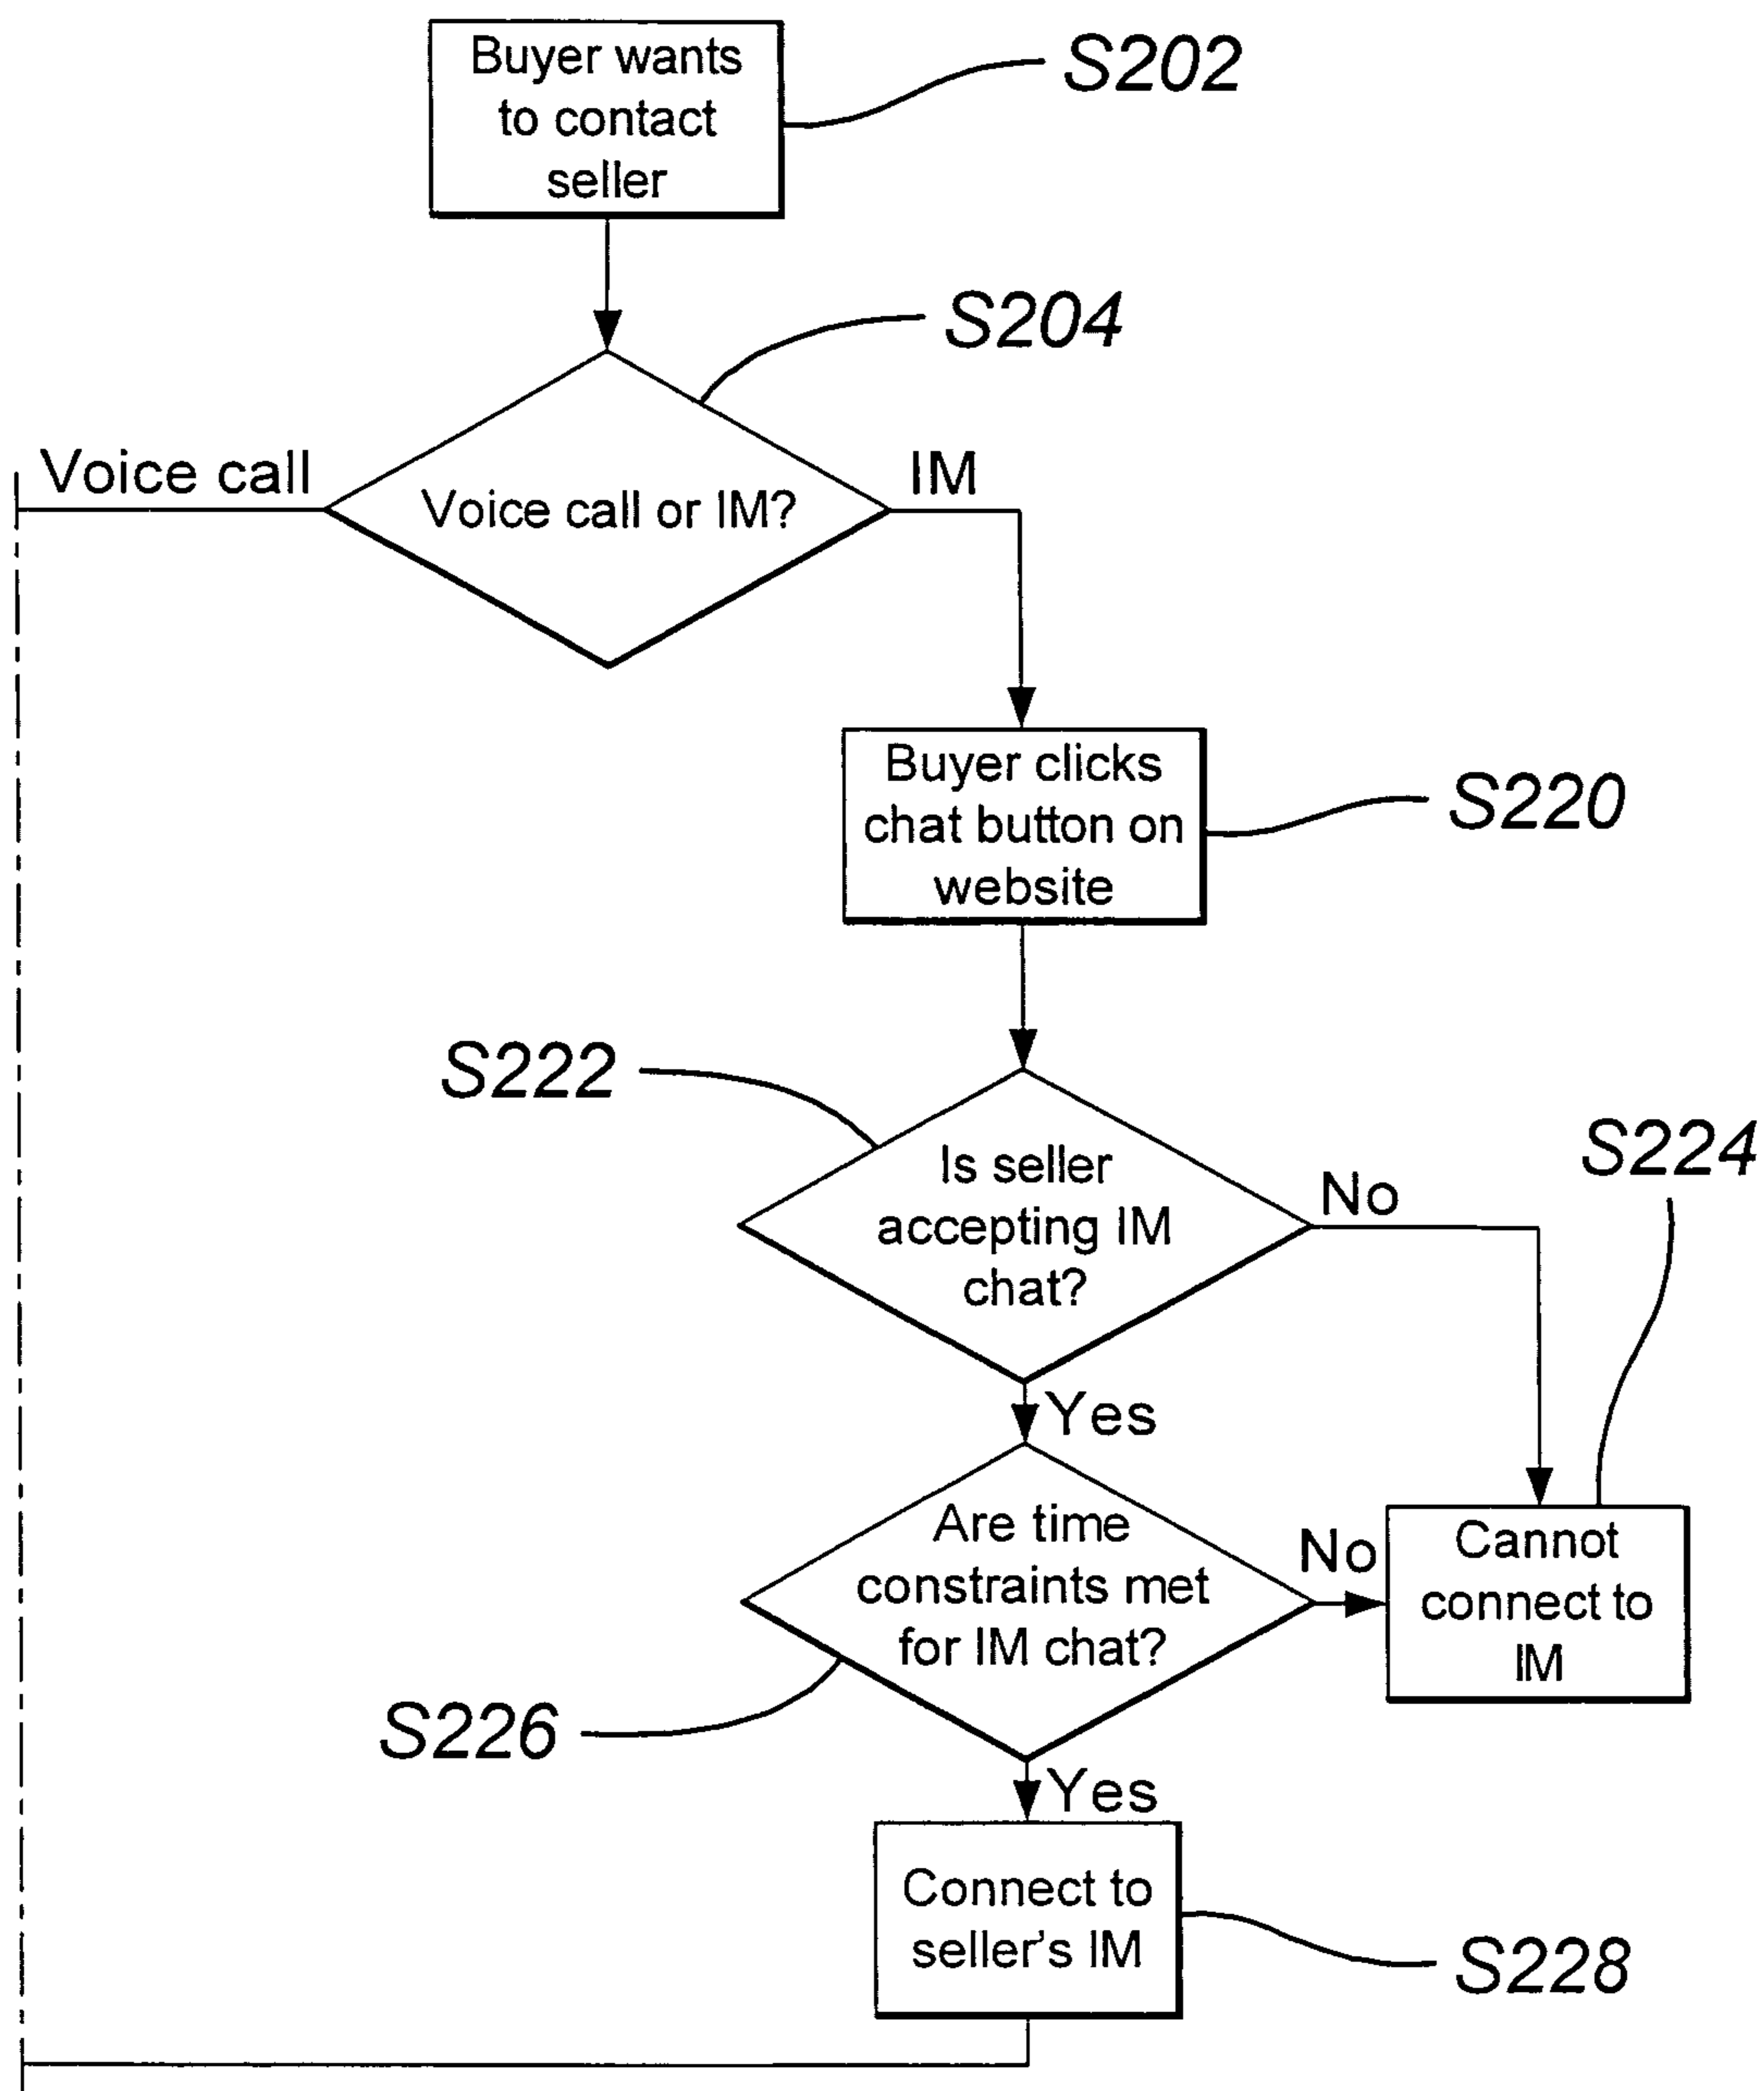 Buyer wants
to contact
seller
S202
S204
Voice call
Voice call or IM?
IM
Buyer clicks
chat button on
website
S220
S222
Is seller
accepting IM
chat?
No
S224
Yes
Are time
constraints met
for IM chat?
No
Cannot
connect to
IM
S226
Yes
Connect to
seller's IM
S228